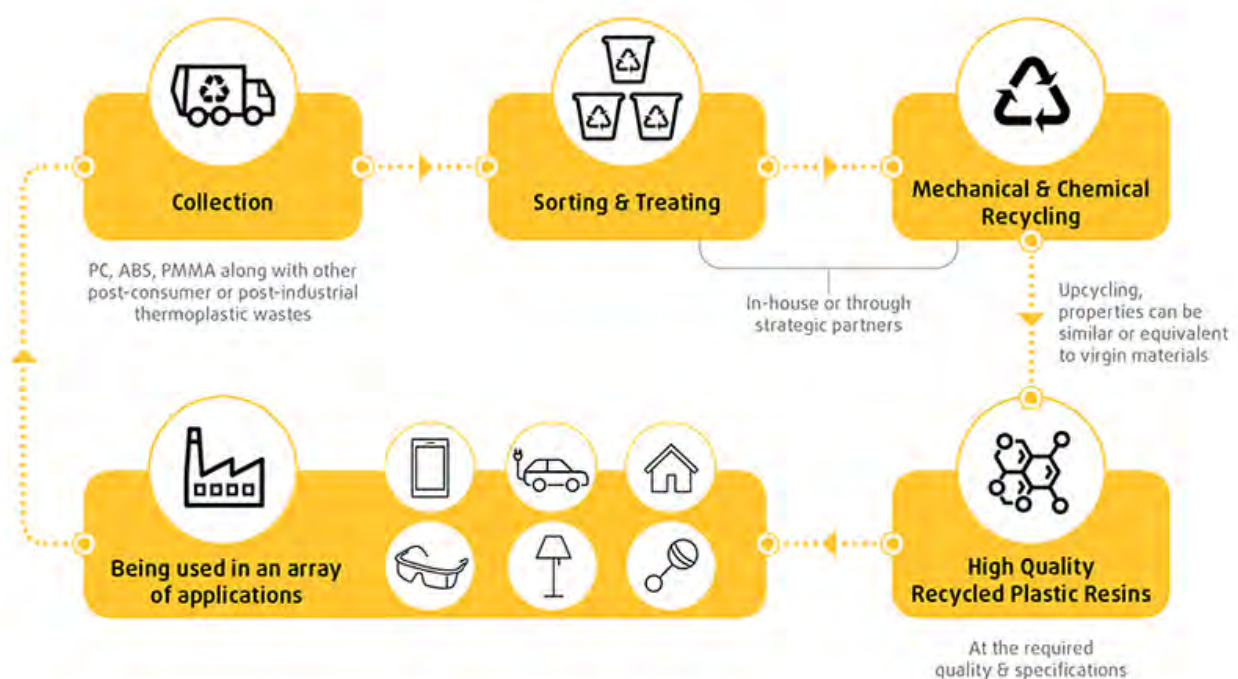 Collection
Sorting & Treating
Mechanical & Chemical
Recycling
PC, ABS, PMMA along with other
post-consumer or post-industrial
thermoplastic wastes
In-house or through
strategic partners
Upcycling,
properties can be
similar or equivalent
to virgin materials
High Quality
Recycled Plastic Resins
At the required
quality & specifications
Being used in an array
of applications